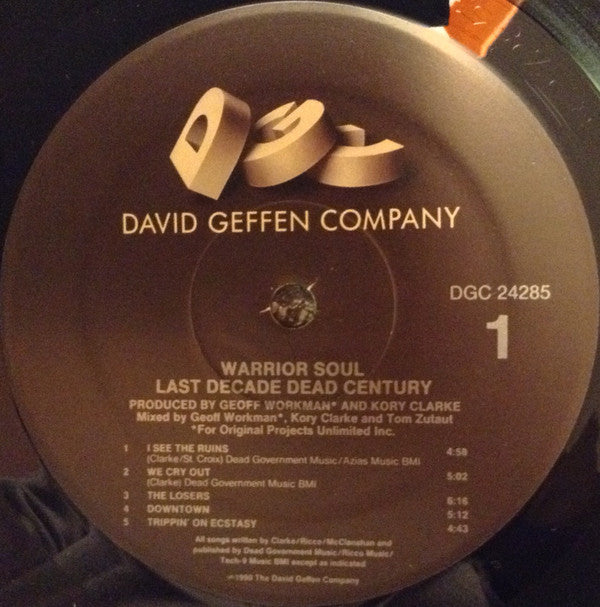 DGC
DAVID GEFFEN COMPANY
DGC 24285
1
WARRIOR SOUL
LAST DECADE DEAD CENTURY
PRODUCED BY GEOFF WORKMAN* AND KORY CLARKE
Mixed by Geoff Workman*, Kory Clarke and Tom Zutaut
*For Original Projects Unlimited Inc.
1 I SEE THE RUINS 4:58
(Clarke/St. Croix) Dead Government Music/Azias Music BMI
2 WE CRY OUT 5:02
(Clarke) Dead Government Music BMI
3 THE LOSERS 6:16
4 DOWNTOWN 5:12
5 TRIPPIN' ON ECSTASY 4:43
All songs written by Clarke/Ricco/McClanahan and
published by Dead Government Music/Ricco Music/
Tech-9 Music BMI except as indicated
℗1990 The David Geffen Company